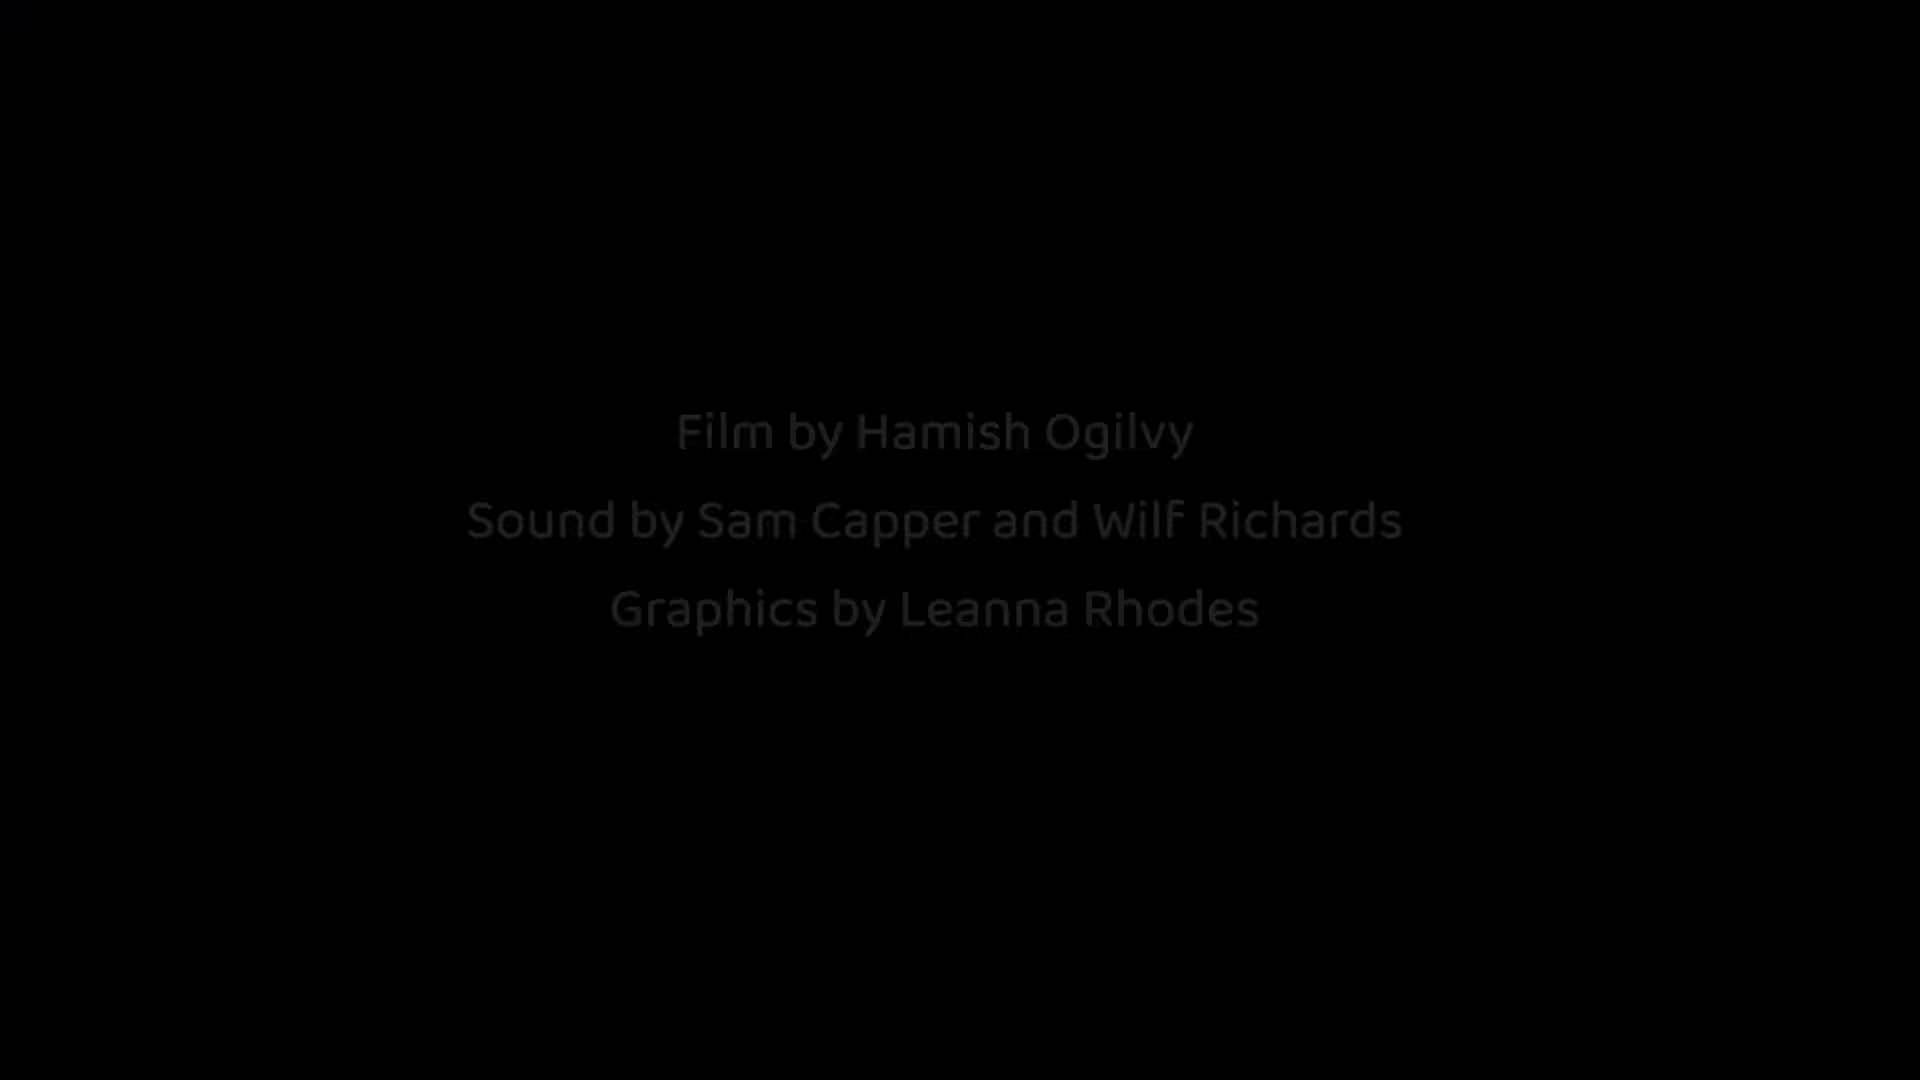 Film by Hamish Ogilvy
Sound by Sam Capper and Wilf Richards
Graphics by Leanna Rhodes